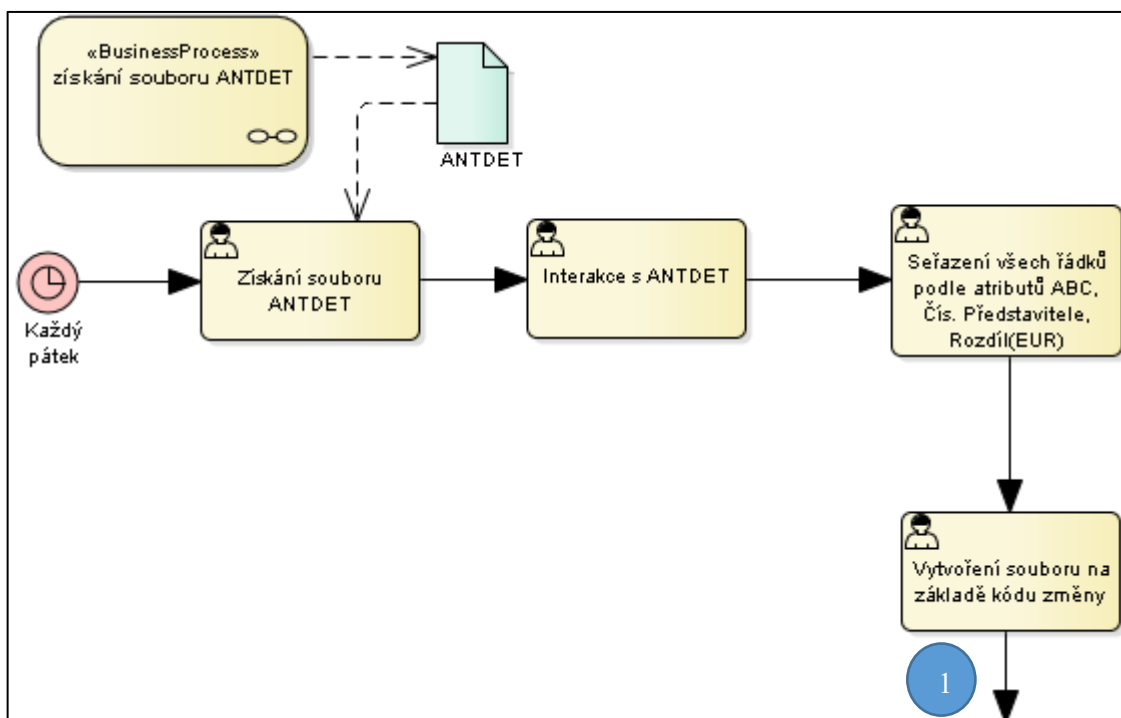 «BusinessProcess»
získání souboru ANTDET
ANTDET
Každý
pátek
Získání souboru
ANTDET
Interakce s ANTDET
Seřazení všech řádků
podle atributů ABC,
Čís. Představitele,
Rozdíl(EUR)
Vytvoření souboru na
základě kódu změny
1